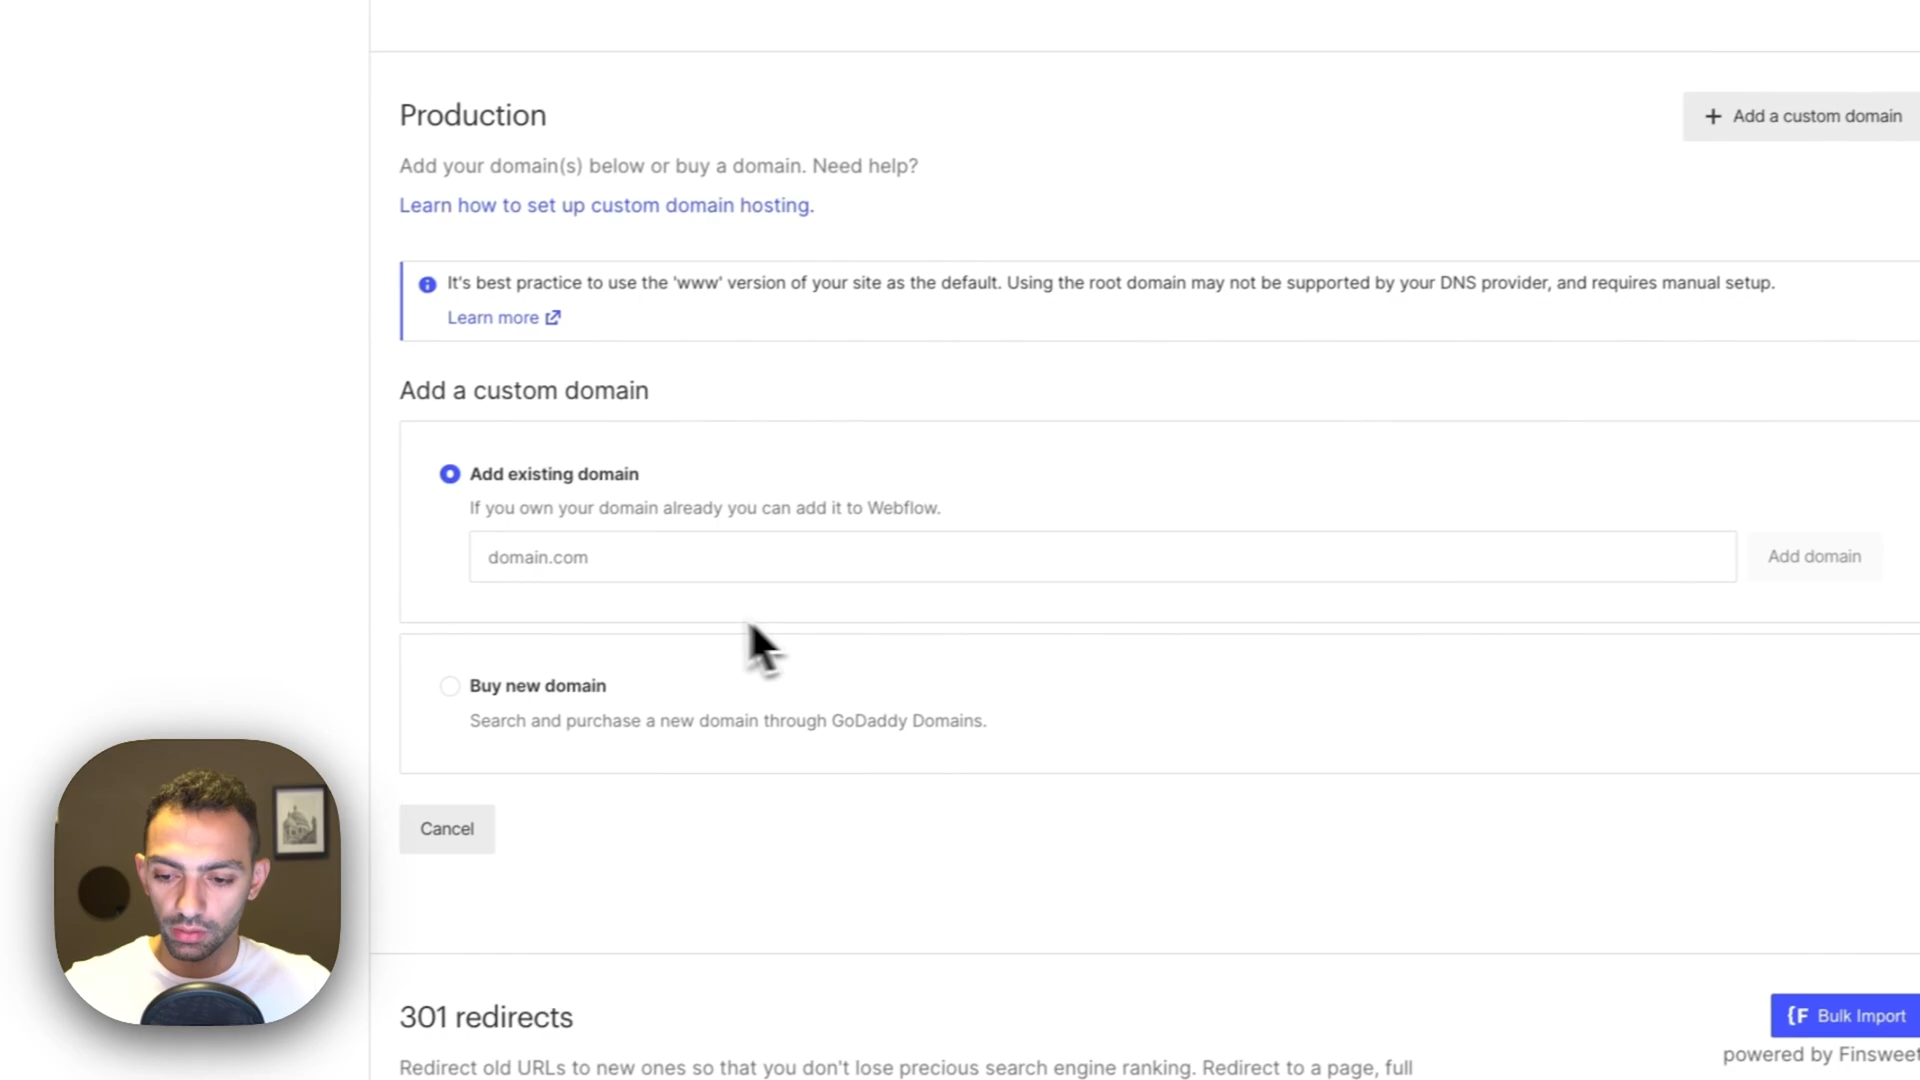 Production
+ Add a custom domain
Add your domain(s) below or buy a domain. Need help?
Learn how to set up custom domain hosting.
It's best practice to use the 'www' version of your site as the default. Using the root domain may not be supported by your DNS provider, and requires manual setup.
Learn more
Add a custom domain
Add existing domain
If you own your domain already you can add it to Webflow.
domain.com
Add domain
Buy new domain
Search and purchase a new domain through GoDaddy Domains.
Cancel
301 redirects
{F Bulk Import
powered by Finsweet
Redirect old URLs to new ones so that you don't lose precious search engine ranking. Redirect to a page, full